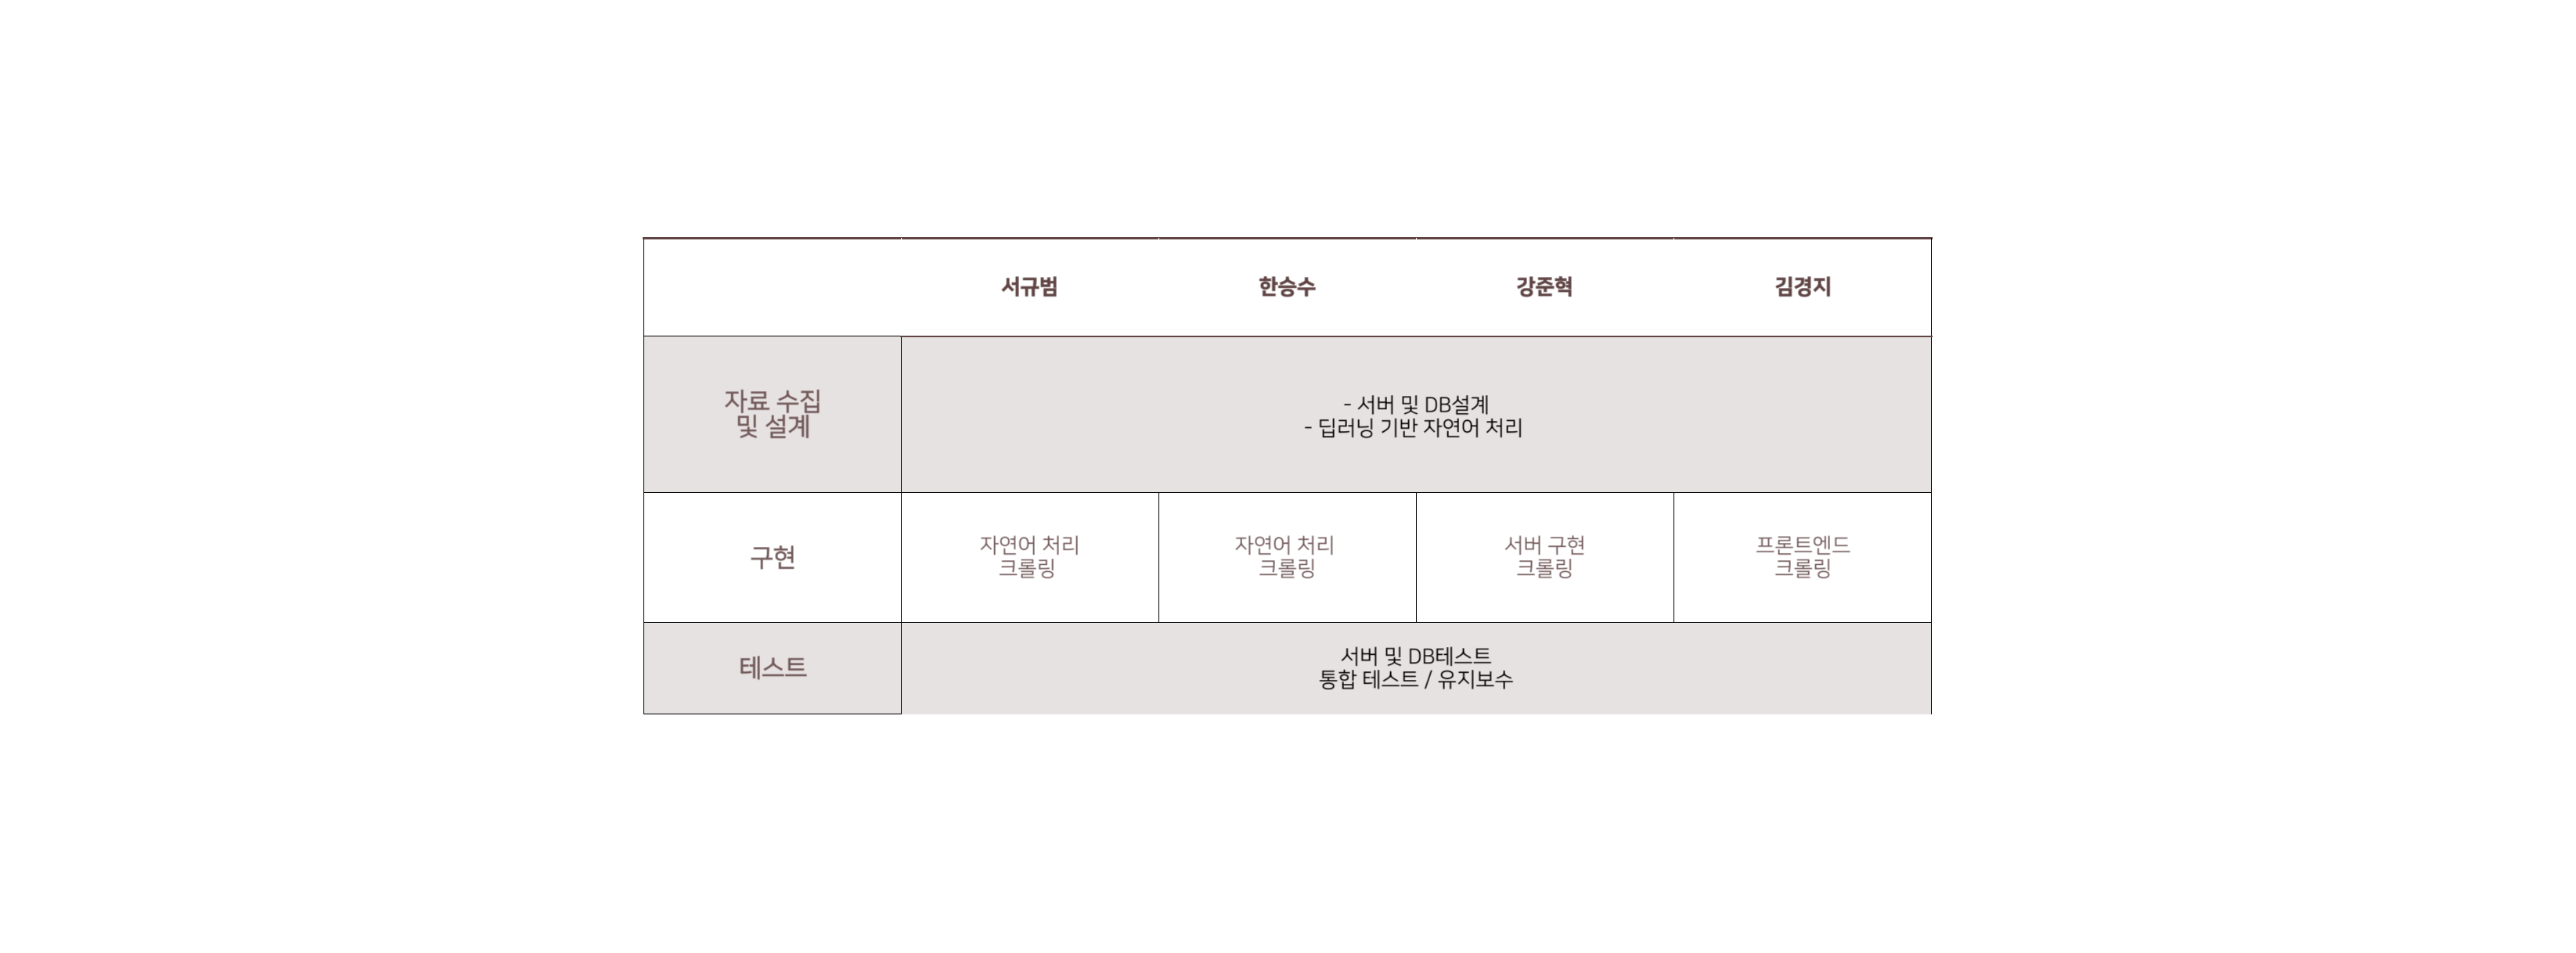 서규범 한승수 강준혁 김경지
자료 수집
및 설계
- 서버 및 DB설계
- 딥러닝 기반 자연어 처리
구현
자연어 처리
크롤링
자연어 처리
크롤링
서버 구현
크롤링
프론트엔드
크롤링
테스트
서버 및 DB테스트
통합 테스트 / 유지보수